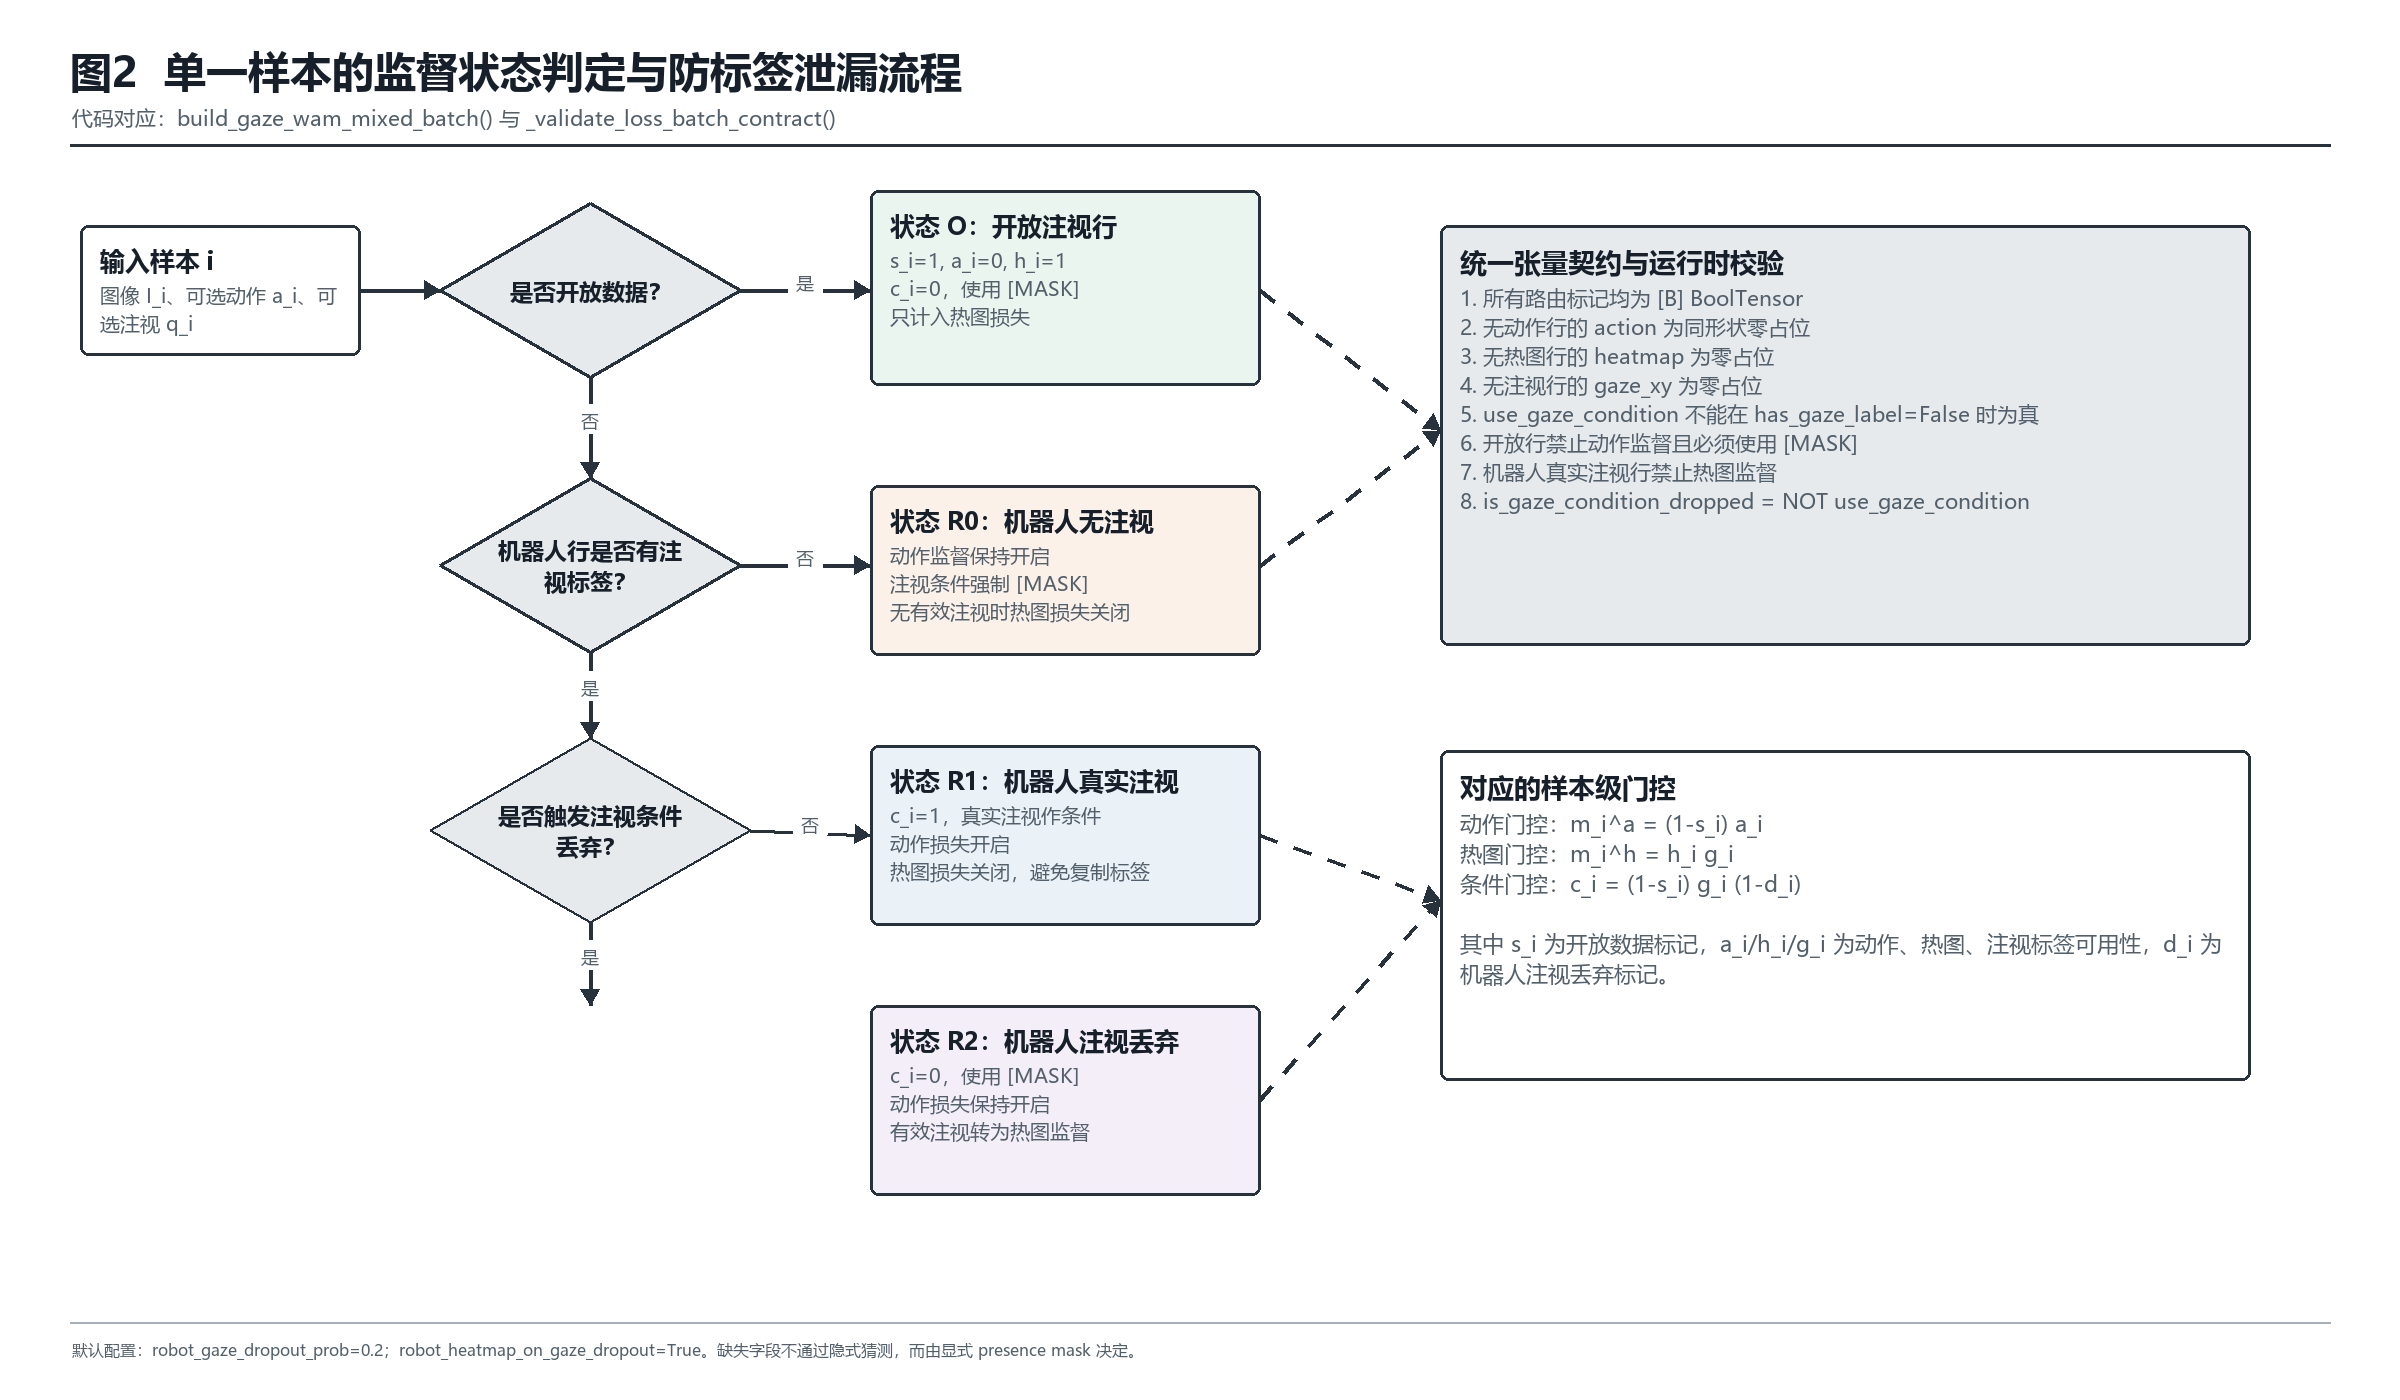 图2 单一样本的监督状态判定与防标签泄漏流程
代码对应：build_gaze_wam_mixed_batch() 与 _validate_loss_batch_contract()
输入样本 i
图像 I_i、可选动作 a_i、可
选注视 q_i
是否开放数据?
是
否
状态 O：开放注视行
s_i=1, a_i=0, h_i=1
c_i=0，使用 [MASK]
只计入热图损失
机器人行是否有注
视标签?
否
是
状态 R0：机器人无注视
动作监督保持开启
注视条件强制 [MASK]
无有效注视时热图损失关闭
是否触发注视条件
丢弃?
否
是
状态 R1：机器人真实注视
c_i=1，真实注视作条件
动作损失开启
热图损失关闭，避免复制标签
状态 R2：机器人注视丢弃
c_i=0，使用 [MASK]
动作损失保持开启
有效注视转为热图监督
统一张量契约与运行时校验
1. 所有路由标记均为 [B] BoolTensor
2. 无动作行的 action 为同形状零占位
3. 无热图行的 heatmap 为零占位
4. 无注视行的 gaze_xy 为零占位
5. use_gaze_condition 不能在 has_gaze_label=False 时为真
6. 开放行禁止动作监督且必须使用 [MASK]
7. 机器人真实注视行禁止热图监督
8. is_gaze_condition_dropped = NOT use_gaze_condition
对应的样本级门控
动作门控：m_i^a = (1-s_i) a_i
热图门控：m_i^h = h_i g_i
条件门控：c_i = (1-s_i) g_i (1-d_i)
其中 s_i 为开放数据标记，a_i/h_i/g_i 为动作、热图、注视标签可用性，d_i 为
机器人注视丢弃标记。
默认配置：robot_gaze_dropout_prob=0.2；robot_heatmap_on_gaze_dropout=True。缺失字段不通过隐式猜测，而由显式 presence mask 决定。